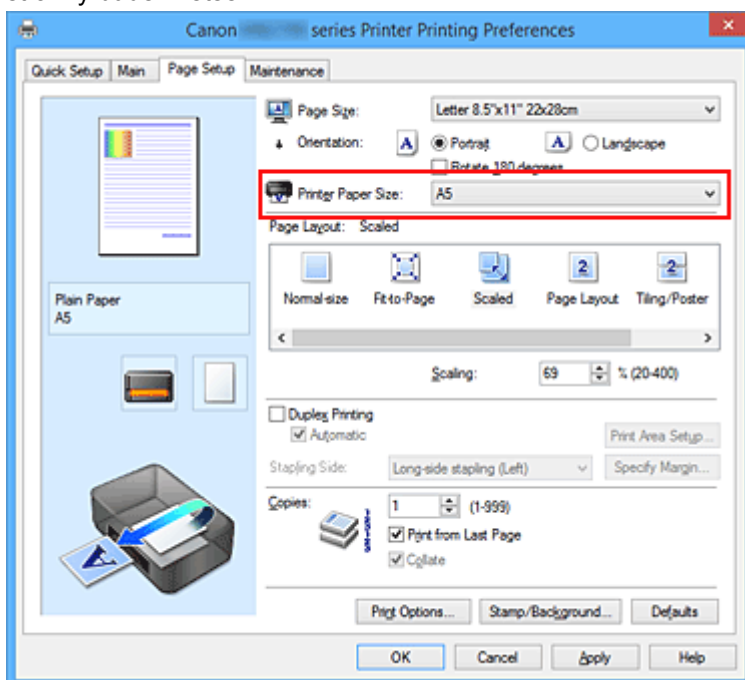 Canon series Printer Printing Preferences
Quick Setup Main Page Setup Maintenance
Page Size: Letter 8.5"x11" 22x28cm
Orientation: A Portrait A Landscape
Rotate 180 degrees
Printer Paper Size: A5
Page Layout: Scaled
2 2
Normal-size Fit-to-Page Scaled Page Layout Tiling/Poster
Plain Paper
A5
Scaling: 69 % (20-400)
Duplex Printing
Automatic
Print Area Setup...
Stapling Side: Long-side stapling (Left) Specify Margin...
Copies: 1 (1-999)
Print from Last Page
Collate
A
Print Options... Stamp/Background... Defaults
OK Cancel Apply Help